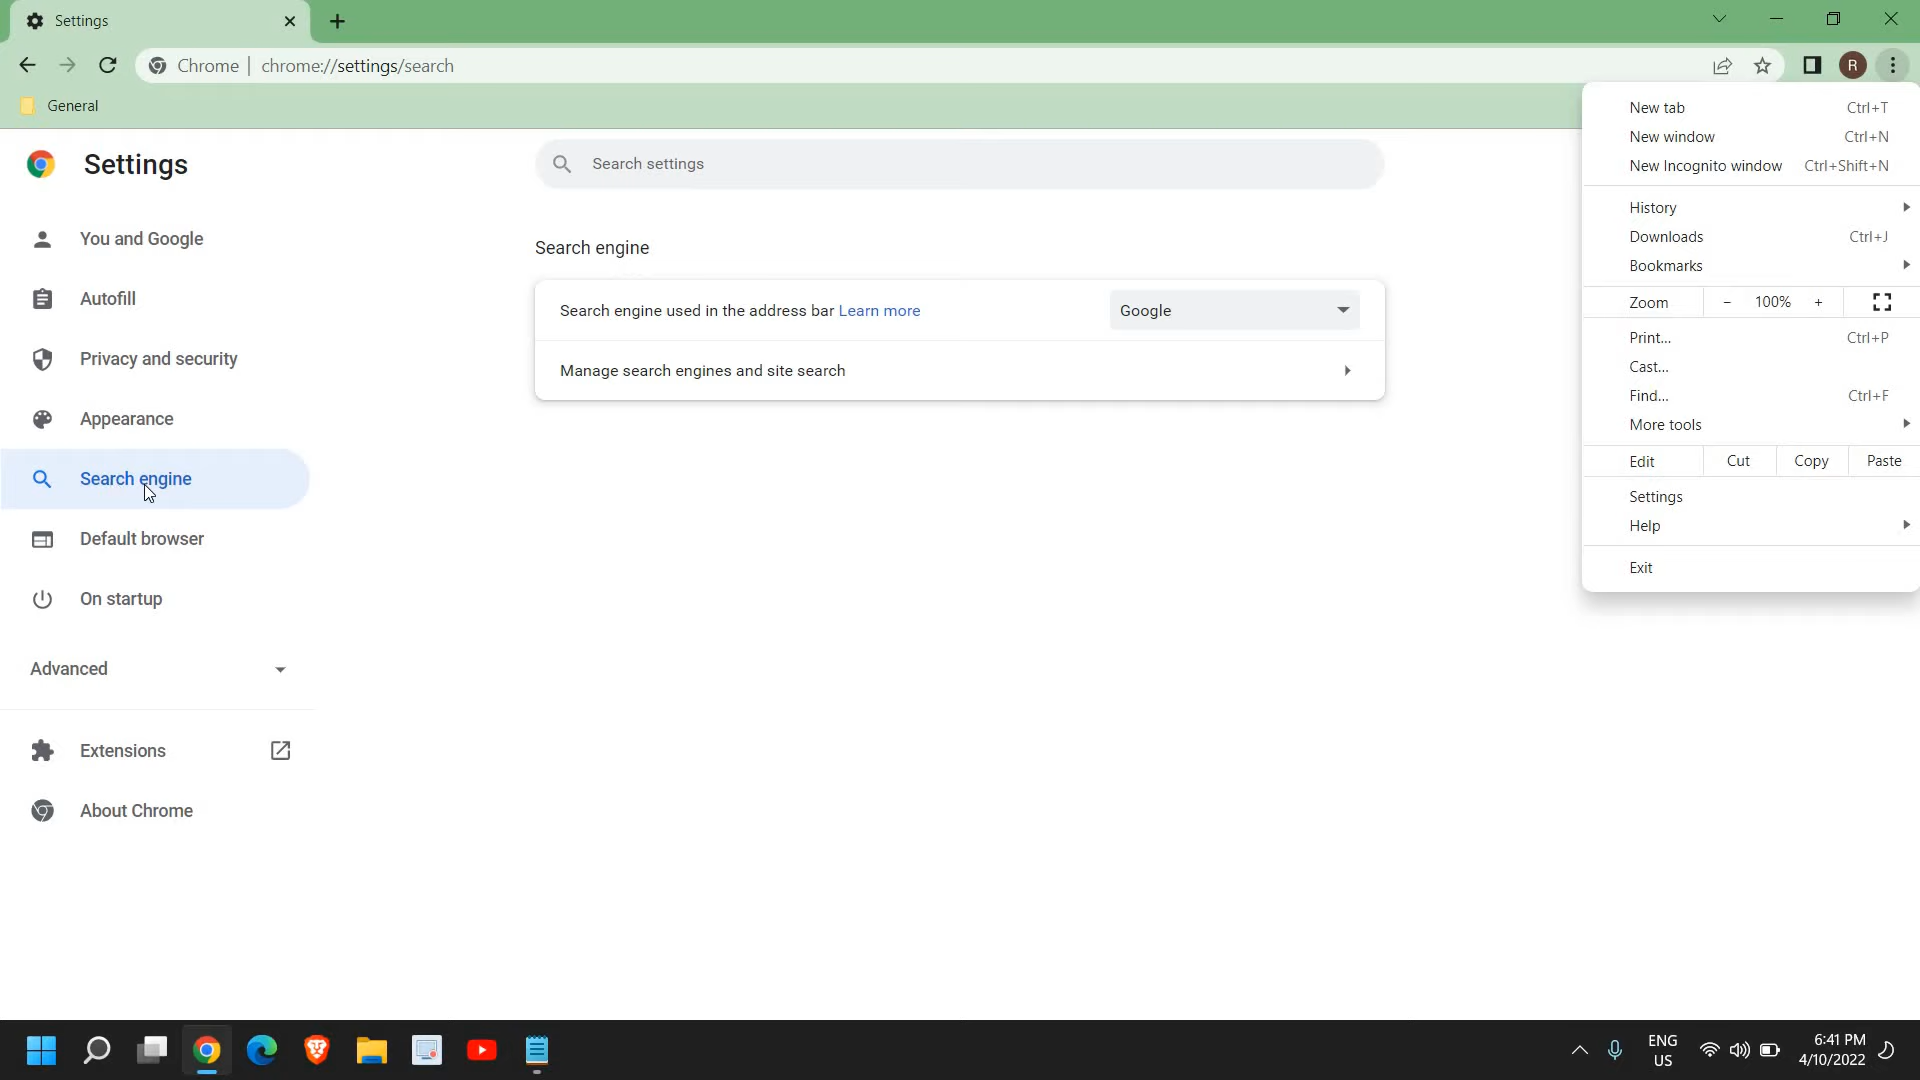 Settings
Chrome | chrome://settings/search
R
General
Settings
Search settings
You and Google
Autofill
Privacy and security
Appearance
Search engine
Default browser
On startup
Advanced
Extensions
About Chrome
Search engine
Search engine used in the address bar Learn more
Google
Manage search engines and site search
New tab Ctrl+T
New window Ctrl+N
New Incognito window Ctrl+Shift+N
History
Downloads Ctrl+J
Bookmarks
Zoom - 100% +
Print... Ctrl+P
Cast...
Find... Ctrl+F
More tools
Edit Cut Copy Paste
Settings
Help
Exit
ENG
US
6:41 PM
4/10/2022